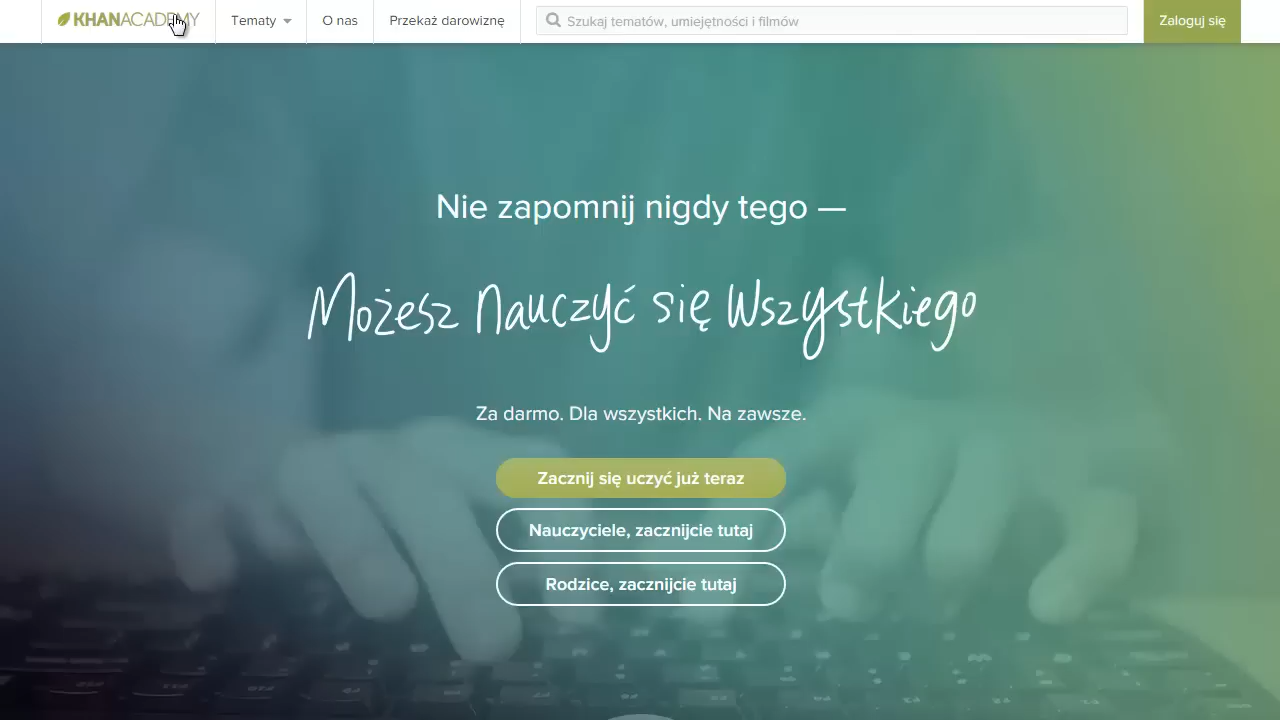 KHANACADEMY Tematy O nas Przekaż darowiznę Szukaj tematów, umiejętności i filmów Zaloguj się
Nie zapomnij nigdy tego —
Możesz Nauczyć się Wszystkiego
Za darmo. Dla wszystkich. Na zawsze.
Zacznij się uczyć już teraz
Nauczyciele, zacznijcie tutaj
Rodzice, zacznijcie tutaj